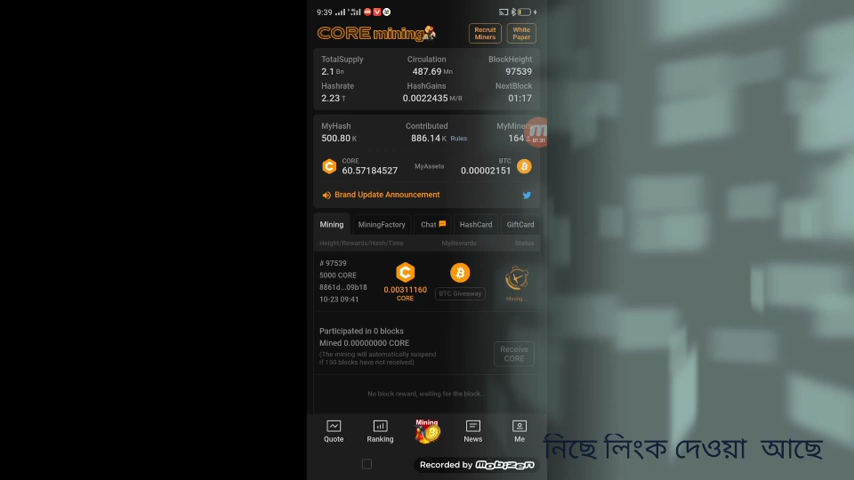 9:39
CORE mining
Recruit Miners
White Paper
TotalSupply Circulation BlockHeight
2.1 Bn 487.69 Mn 97539
Hashrate HashGains NextBlock
2.23 T 0.0022435 M/B 01:17
MyHash Contributed
500.80 K 886.14 K Rules 164
CORE BTC
60.57184527 MyAssets 0.00002151
Brand Update Announcement
Mining MiningFactory Chat HashCard GiftCard
Height/Rewards/Hash/Time MyRewards Status
# 97539
5000 CORE
8861d...09b18
10-23 09:41
0.00311160
CORE
BTC Giveaway
Mining...
Participated in 0 blocks
Mined 0.00000000 CORE
(The mining will automatically suspend
if 150 blocks have not received)
Receive
CORE
No block reward, waiting for the block...
Mining
Quote Ranking News Me
Recorded by mobizen
নিছে লিংক দেওয়া আছে